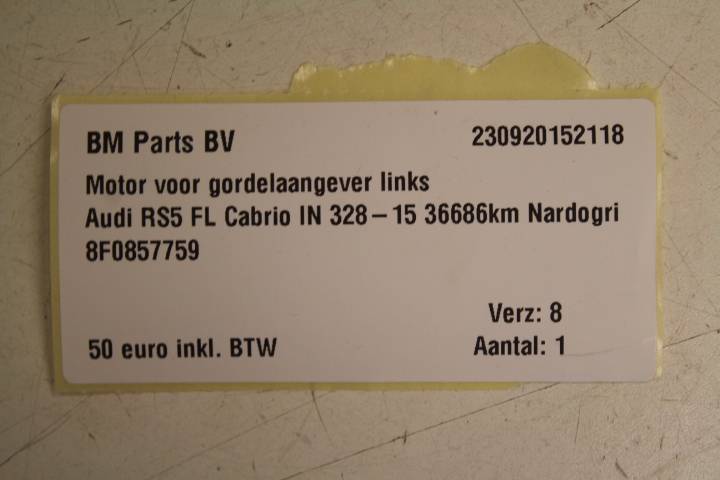 BM Parts BV 230920152118
Motor voor gordelaangever links
Audi RS5 FL Cabrio IN 328-15 36686km Nardogri
8F0857759
Verz: 8
50 euro inkl. BTW Aantal: 1